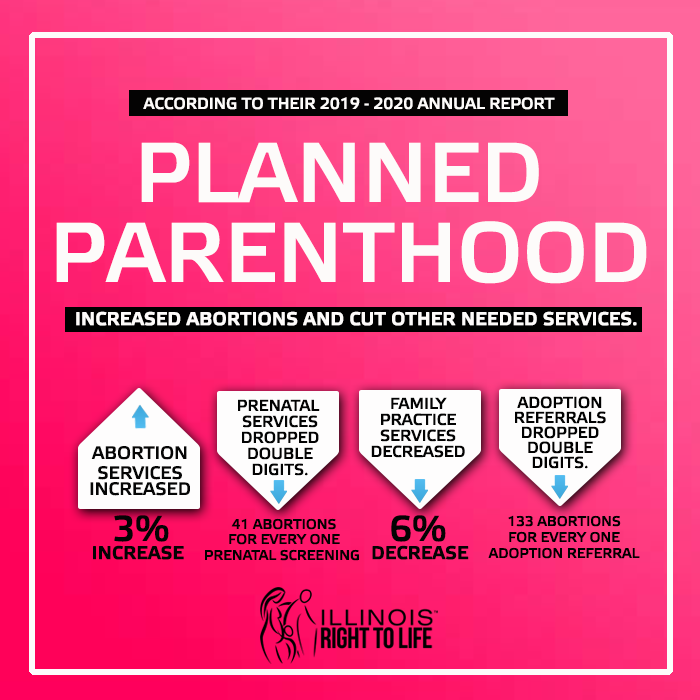 ACCORDING TO THEIR 2019 - 2020 ANNUAL REPORT
PLANNED
PARENTHOOD
INCREASED ABORTIONS AND CUT OTHER NEEDED SERVICES.
ABORTION
SERVICES
INCREASED
3%
INCREASE
PRENATAL
SERVICES
DROPPED
DOUBLE
DIGITS.
41 ABORTIONS
FOR EVERY ONE
PRENATAL SCREENING
FAMILY
PRACTICE
SERVICES
DECREASED
6%
DECREASE
ADOPTION
REFERRALS
DROPPED
DOUBLE
DIGITS.
133 ABORTIONS
FOR EVERY ONE
ADOPTION REFERRAL
ILLINOIS™
RIGHT TO LIFE